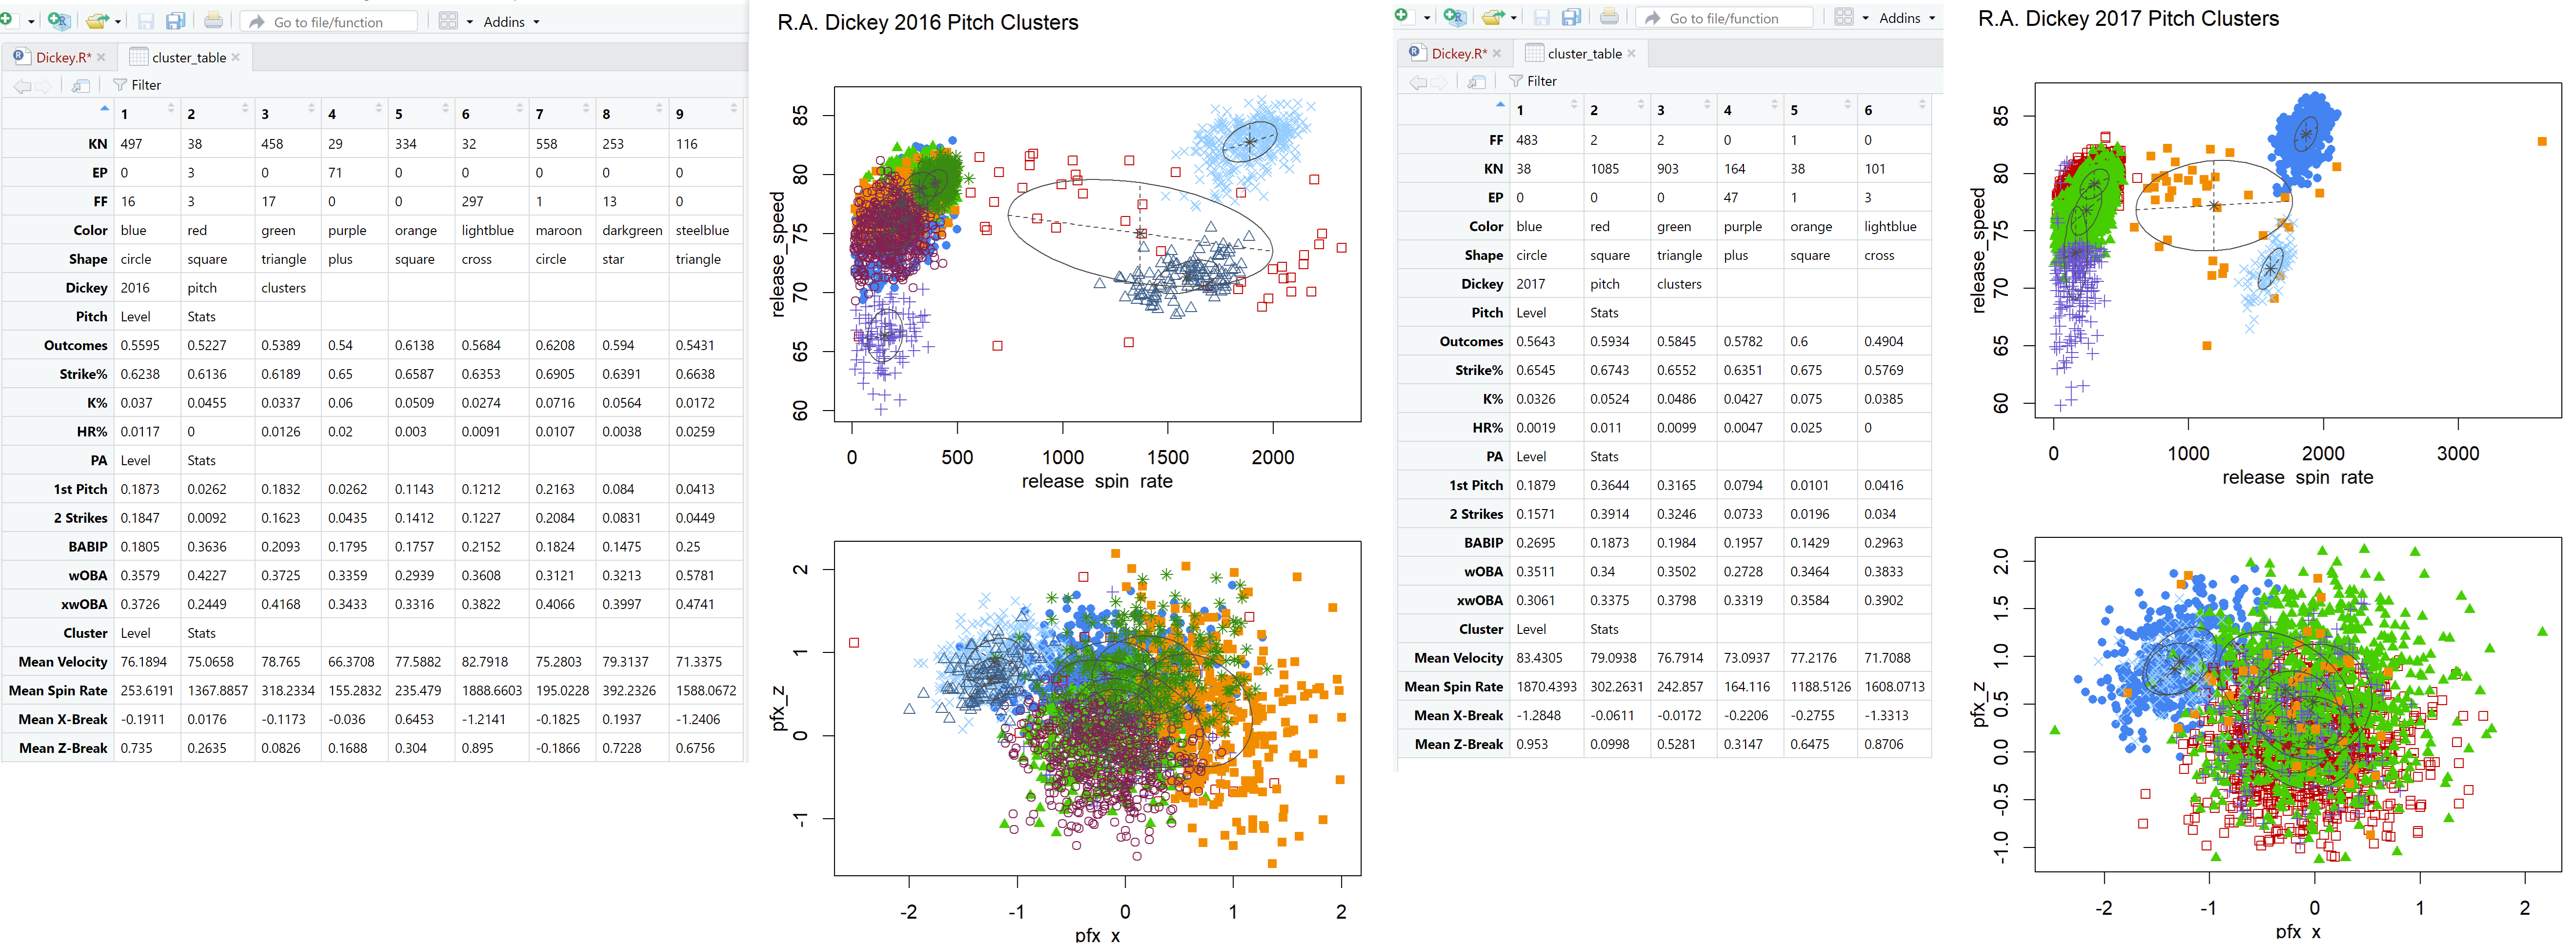 Go to file/function Addins
Dickey.R* cluster_table
Filter
1 2 3 4 5 6 7 8 9
KN 497 38 458 29 334 32 558 253 116
EP 0 3 0 71 0 0 0 0 0
FF 16 3 17 0 0 297 1 13 0
Color blue red green purple orange lightblue maroon darkgreen steelblue
Shape circle square triangle plus square cross circle star triangle
Dickey 2016 pitch clusters
Pitch Level Stats
Outcomes 0.5595 0.5227 0.5389 0.54 0.6138 0.5684 0.6208 0.594 0.5431
Strike% 0.6238 0.6136 0.6189 0.65 0.6587 0.6353 0.6905 0.6391 0.6638
K% 0.037 0.0455 0.0337 0.06 0.0509 0.0274 0.0716 0.0564 0.0172
HR% 0.0117 0 0.0126 0.02 0.003 0.0091 0.0107 0.0038 0.0259
PA Level Stats
1st Pitch 0.1873 0.0262 0.1832 0.0262 0.1143 0.1212 0.2163 0.084 0.0413
2 Strikes 0.1847 0.0092 0.1623 0.0435 0.1412 0.1227 0.2084 0.0831 0.0449
BABIP 0.1805 0.3636 0.2093 0.1795 0.1757 0.2152 0.1824 0.1475 0.25
wOBA 0.3579 0.4227 0.3725 0.3359 0.2939 0.3608 0.3121 0.3213 0.5781
xwOBA 0.3726 0.2449 0.4168 0.3433 0.3316 0.3822 0.4066 0.3997 0.4741
Cluster Level Stats
Mean Velocity 76.1894 75.0658 78.765 66.3708 77.5882 82.7918 75.2803 79.3137 71.3375
Mean Spin Rate 253.6191 1367.8857 318.2334 155.2832 235.479 1888.6603 195.0228 392.2326 1588.0672
Mean X-Break -0.1911 0.0176 -0.1173 -0.036 0.6453 -1.2141 -0.1825 0.1937 -1.2406
Mean Z-Break 0.735 0.2635 0.0826 0.1688 0.304 0.895 -0.1866 0.7228 0.6756
R.A. Dickey 2016 Pitch Clusters
release_speed
85
80
75
70
65
60
0 500 1000 1500 2000
release_spin_rate
pfx_z
2
1
0
-1
-2 -1 0 1 2
pfx_x
Go to file/function Addins
Dickey.R* cluster_table
Filter
1 2 3 4 5 6
FF 483 2 2 0 1 0
KN 38 1085 903 164 38 101
EP 0 0 0 47 1 3
Color blue red green purple orange lightblue
Shape circle square triangle plus square cross
Dickey 2017 pitch clusters
Pitch Level Stats
Outcomes 0.5643 0.5934 0.5845 0.5782 0.6 0.4904
Strike% 0.6545 0.6743 0.6552 0.6351 0.675 0.5769
K% 0.0326 0.0524 0.0486 0.0427 0.075 0.0385
HR% 0.0019 0.011 0.0099 0.0047 0.025 0
PA Level Stats
1st Pitch 0.1879 0.3644 0.3165 0.0794 0.0101 0.0416
2 Strikes 0.1571 0.3914 0.3246 0.0733 0.0196 0.034
BABIP 0.2695 0.1873 0.1984 0.1957 0.1429 0.2963
wOBA 0.3511 0.34 0.3502 0.2728 0.3464 0.3833
xwOBA 0.3061 0.3375 0.3798 0.3319 0.3584 0.3902
Cluster Level Stats
Mean Velocity 83.4305 79.0938 76.7914 73.0937 77.2176 71.7088
Mean Spin Rate 1870.4393 302.2631 242.857 164.116 1188.5126 1608.0713
Mean X-Break -1.2848 -0.0611 -0.0172 -0.2206 -0.2755 -1.3313
Mean Z-Break 0.953 0.0998 0.5281 0.3147 0.6475 0.8706
R.A. Dickey 2017 Pitch Clusters
release_speed
85
80
75
70
65
60
0 1000 2000 3000
release_spin_rate
pfx_z
2.0
1.5
1.0
0.5
0.0
-0.5
-1.0
-2 -1 0 1 2
pfx_x